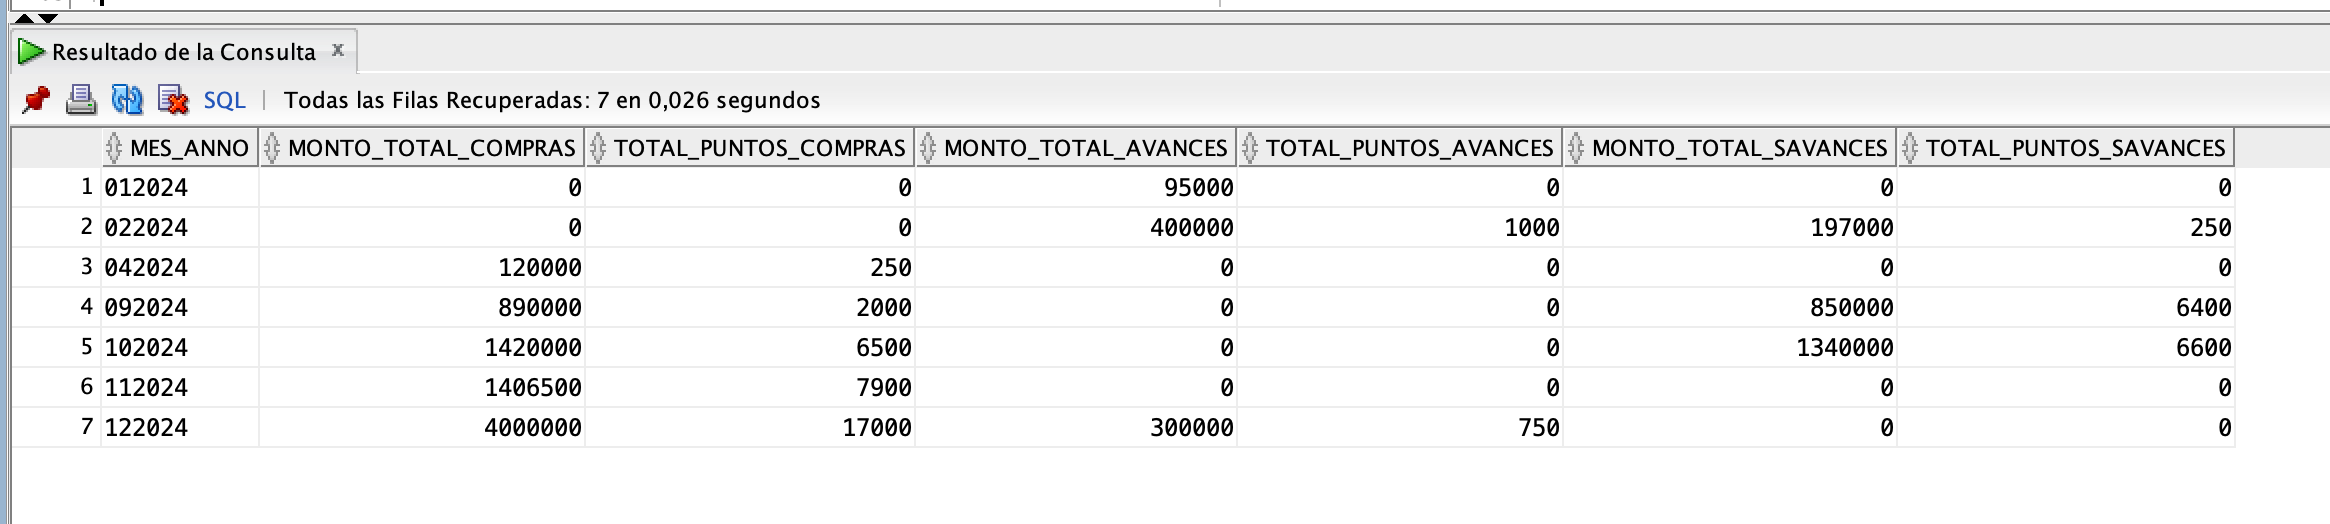 Resultado de la Consulta x
SQL | Todas las Filas Recuperadas: 7 en 0,026 segundos
MES_ANNO MONTO_TOTAL_COMPRAS TOTAL_PUNTOS_COMPRAS MONTO_TOTAL_AVANCES TOTAL_PUNTOS_AVANCES MONTO_TOTAL_SAVANCES TOTAL_PUNTOS_SAVANCES
1 012024 0 0 95000 0 0 0
2 022024 0 0 400000 1000 197000 250
3 042024 120000 250 0 0 0 0
4 092024 890000 2000 0 0 850000 6400
5 102024 1420000 6500 0 0 1340000 6600
6 112024 1406500 7900 0 0 0 0
7 122024 4000000 17000 300000 750 0 0